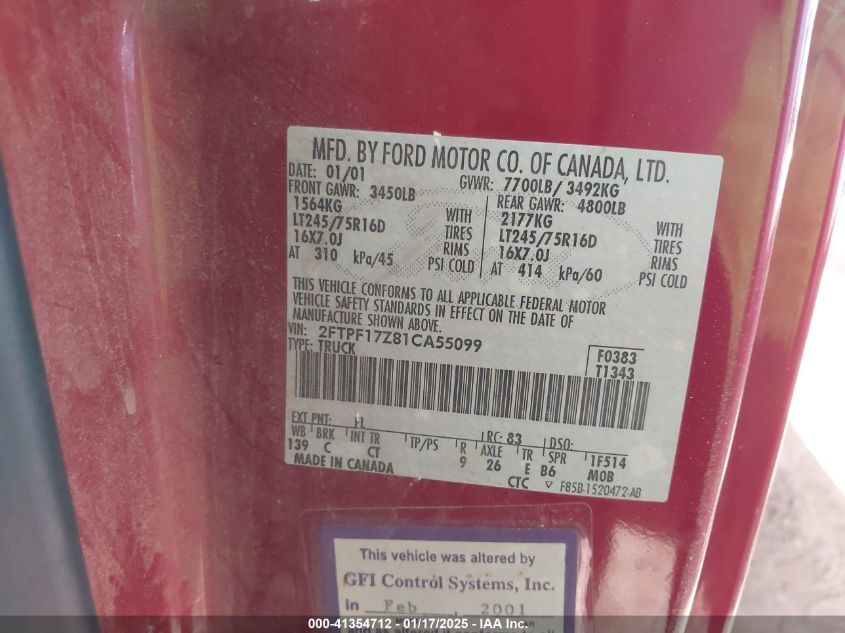 MFD. BY FORD MOTOR CO. OF CANADA, LTD.
DATE: 01/01 GVWR: 7700LB/ 3492KG
FRONT GAWR: 3450LB REAR GAWR: 4800LB
1564KG WITH 2177KG WITH
LT245/75R16D TIRES LT245/75R16D TIRES
16X7.0J RIMS 16X7.0J RIMS
AT 310 kPa/45 PSI COLD AT 414 kPa/60 PSI COLD
THIS VEHICLE CONFORMS TO ALL APPLICABLE FEDERAL MOTOR
VEHICLE SAFETY STANDARDS IN EFFECT ON THE DATE OF
MANUFACTURE SHOWN ABOVE.
VIN: 2FTPF17Z81CA55099
TYPE: TRUCK F0383
T1343
EXT PNT: RC: 83 DSO:
WB BRK INT TR TP/PS R AXLE TR SPR 1F514
139 C CT 9 26 E B6 MOB
MADE IN CANADA CTC ▽ F85B-1520472-AB
This vehicle was altered by
GFI Control Systems, Inc.
in Feb , 2001
000-41354712 - 01/17/2025 - IAA Inc.